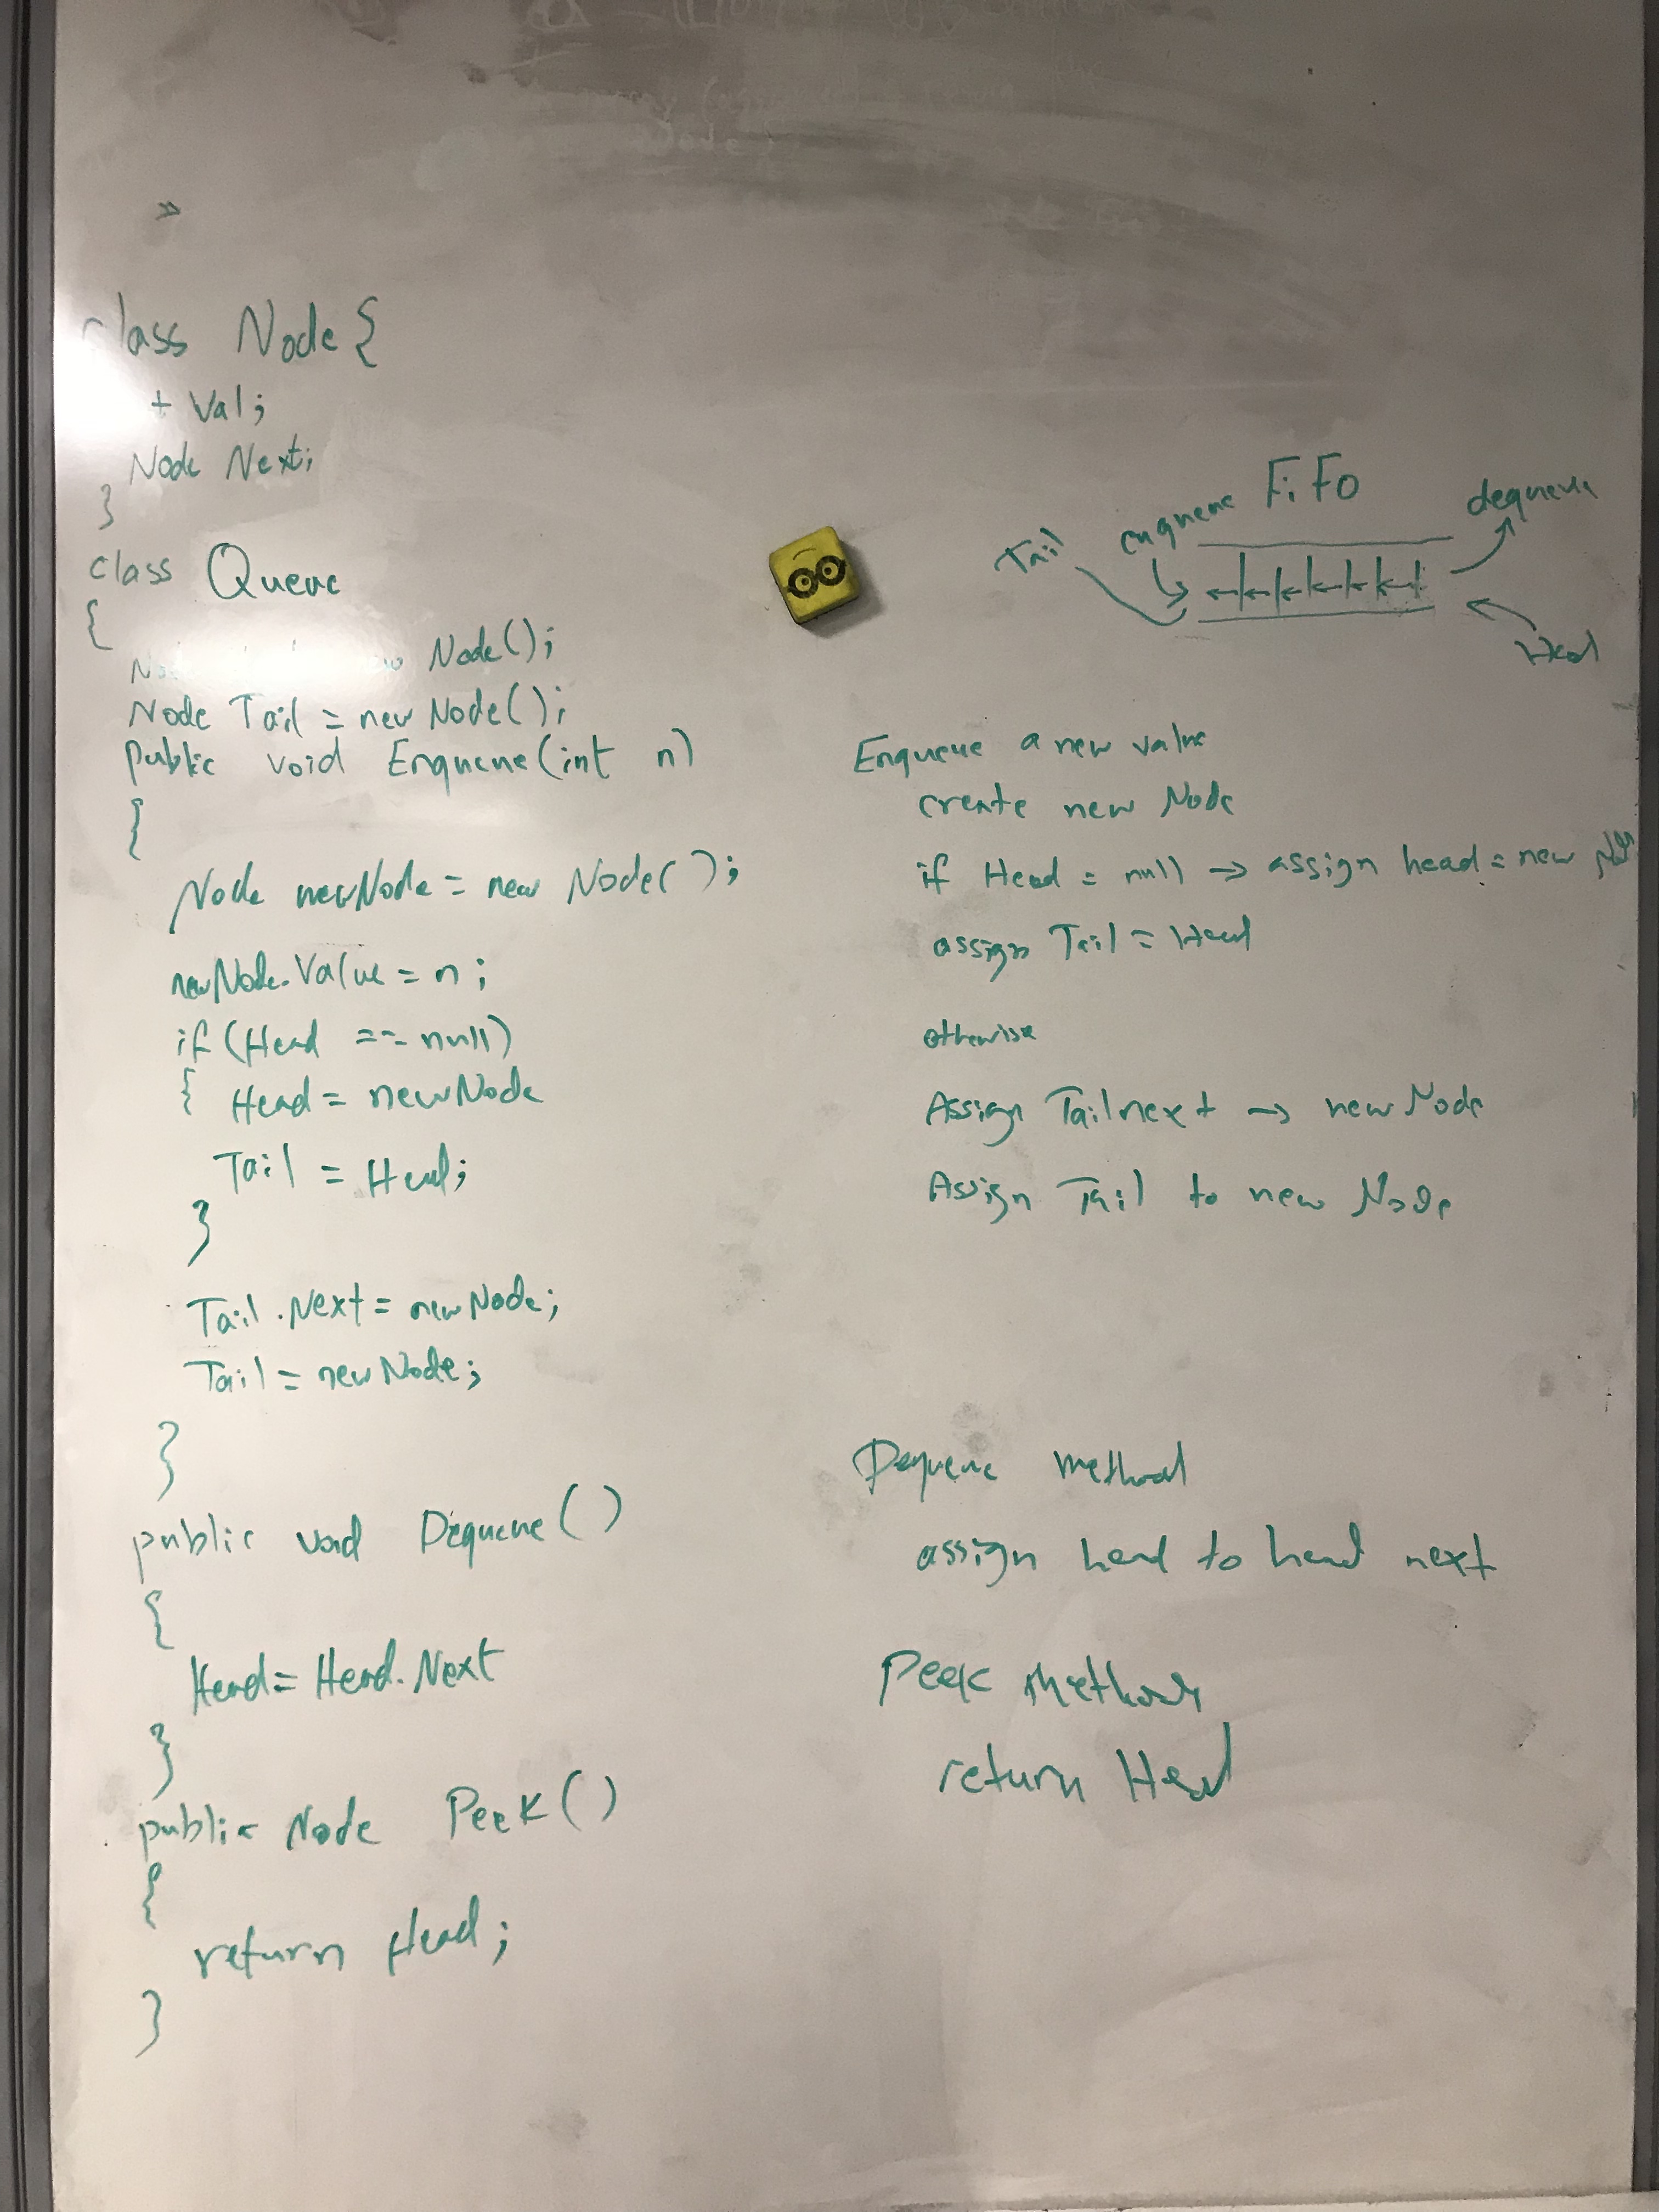 class Node {
+ Val;
Node Next;
}
class Queue
{
Node();
Node Tail = new Node();
public void Enqueue(int n)
{
Node newNode = new Node();
newNode.Value = n;
if (Head == null)
{ Head = newNode
Tail = Head;
}
Tail.Next = newNode;
Tail = newNode;
}
public void Dequeue()
{
Head = Head.Next
}
public Node Peek()
{
return Head;
}
FiFo
enqueue
dequeue
Tail
Head
Enqueue a new value
create new Node
if Head = null → assign head = new
assign Tail = Head
otherwise
Assign Tail next → new Node
Assign Tail to new Node
Dequeue method
assign head to head next
Peek Method
return Head